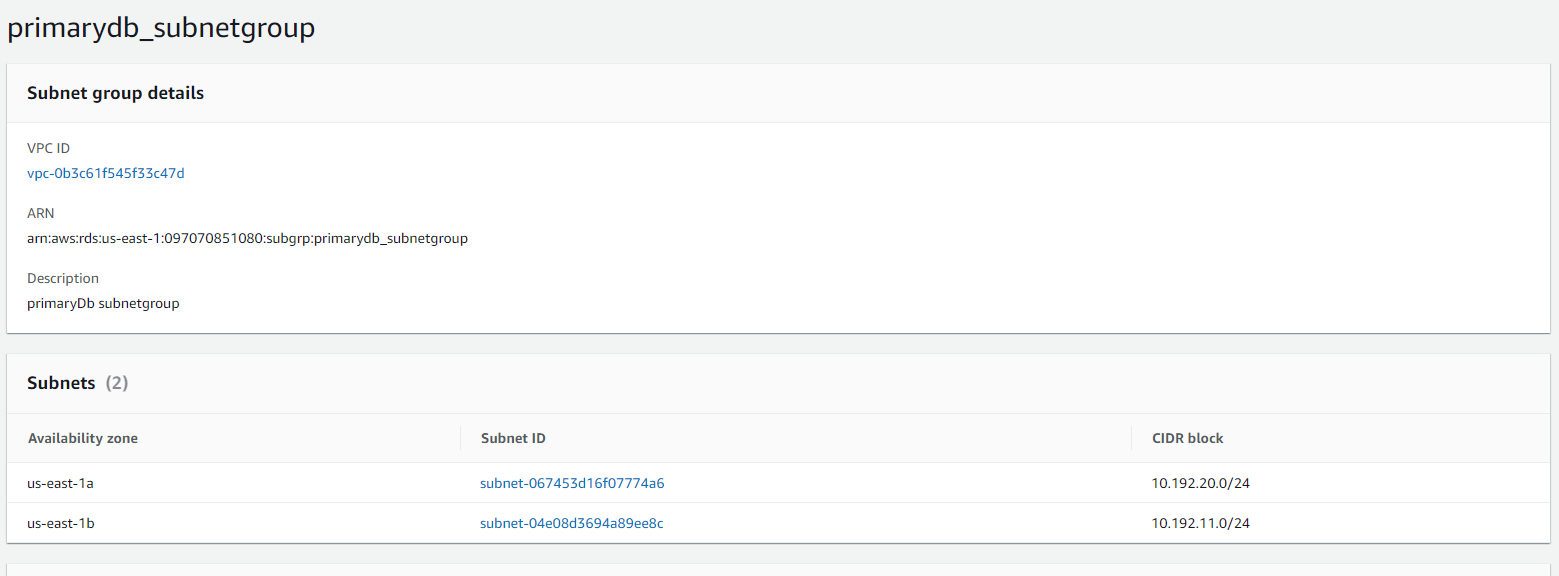 primarydb_subnetgroup
Subnet group details
VPC ID
vpc-0b3c61f545f33c47d
ARN
arn:aws:rds:us-east-1:097070851080:subgrp:primarydb_subnetgroup
Description
primaryDb subnetgroup
Subnets (2)
Availability zone Subnet ID CIDR block
us-east-1a subnet-067453d16f07774a6 10.192.20.0/24
us-east-1b subnet-04e08d3694a89ee8c 10.192.11.0/24